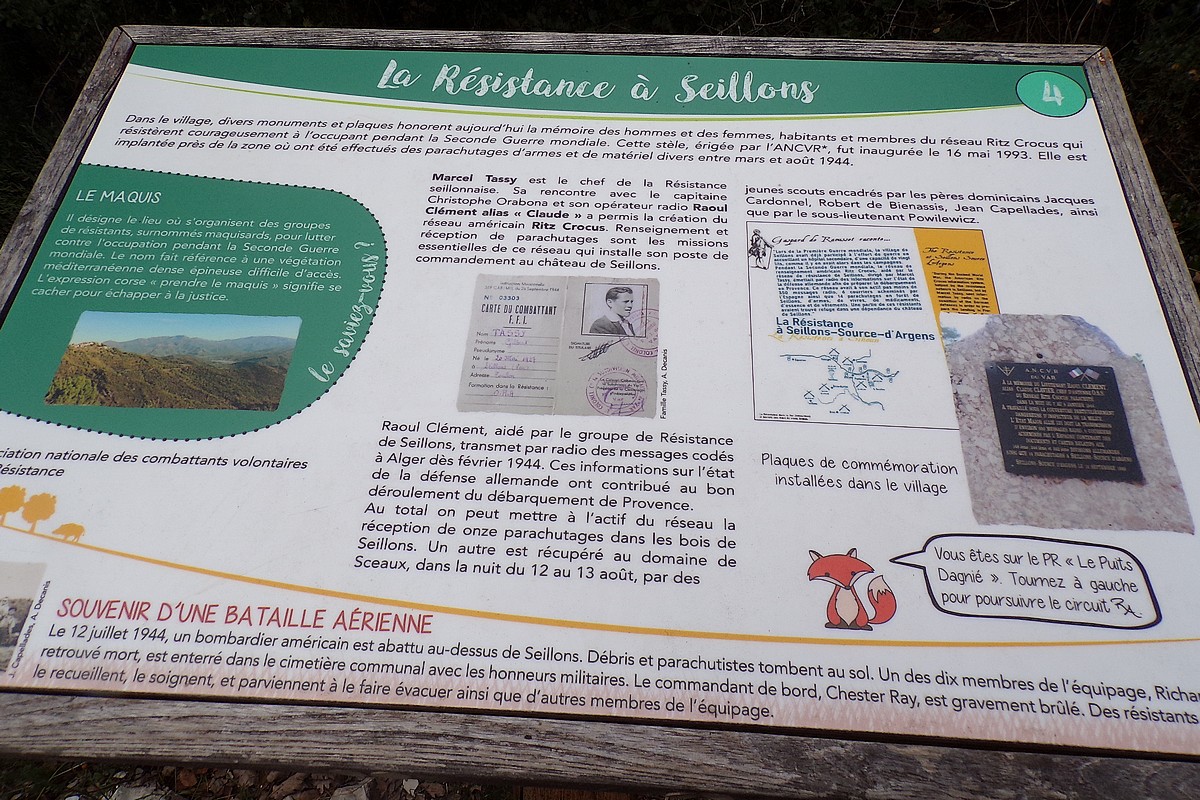 La Résistance à Seillons
4
Dans le village, divers monuments et plaques honorent aujourd'hui la mémoire des hommes et des femmes, habitants et membres du réseau Ritz Crocus qui
résistèrent courageusement à l'occupant pendant la Seconde Guerre mondiale. Cette stèle, érigée par l'ANCVR*, fut inaugurée le 16 mai 1993. Elle est
implantée près de la zone où ont été effectués des parachutages d'armes et de matériel divers entre mars et août 1944.
LE MAQUIS
Il désigne le lieu où s'organisent des groupes
de résistants, surnommés maquisards, pour lutter
contre l'occupation pendant la Seconde Guerre
mondiale. Le nom fait référence à une végétation
méditerranéenne dense épineuse difficile d'accès.
L'expression corse « prendre le maquis » signifie se
cacher pour échapper à la justice.
le saviez-vous ?
ciation nationale des combattants volontaires
Résistance
Marcel Tassy est le chef de la Résistance
seillonnaise. Sa rencontre avec le capitaine
Christophe Orabona et son opérateur radio Raoul
Clément alias « Claude » a permis la création du
réseau américain Ritz Crocus. Renseignement et
réception de parachutages sont les missions
essentielles de ce réseau qui installe son poste de
commandement au château de Seillons.
N° 03303
CARTE DU COMBATTANT
F.F.I.
Nom TASSY
Prénoms
Pseudonyme
Né le
Adresse
Formation dans la Résistance :
SIGNATURE
Famille Tassy, A. Decanis
Raoul Clément, aidé par le groupe de Résistance
de Seillons, transmet par radio des messages codés
à Alger dès février 1944. Ces informations sur l'état
de la défense allemande ont contribué au bon
déroulement du débarquement de Provence.
Au total on peut mettre à l'actif du réseau la
réception de onze parachutages dans les bois de
Seillons. Un autre est récupéré au domaine de
Sceaux, dans la nuit du 12 au 13 août, par des
jeunes scouts encadrés par les pères dominicains Jacques
Cardonnel, Robert de Bienassis, Jean Capellades, ainsi
que par le sous-lieutenant Powilewicz.
Gaspard de Ransset raconte...
La Résistance
à Seillons-Source-d'Argens
A.N.C.V.R
DU VAR
A LA MEMOIRE DU LIEUTENANT RAOUL CLEMENT
Plaques de commémoration
installées dans le village
Vous êtes sur le PR « Le Puits
Dagnié ». Tournez à gauche
pour poursuivre le circuit
Capellades, A. Decanis
SOUVENIR D'UNE BATAILLE AÉRIENNE
Le 12 juillet 1944, un bombardier américain est abattu au-dessus de Seillons. Débris et parachutistes tombent au sol. Un des dix membres de l'équipage, Richa
retrouvé mort, est enterré dans le cimetière communal avec les honneurs militaires. Le commandant de bord, Chester Ray, est gravement brûlé. Des résistants
le recueillent, le soignent, et parviennent à le faire évacuer ainsi que d'autres membres de l'équipage.